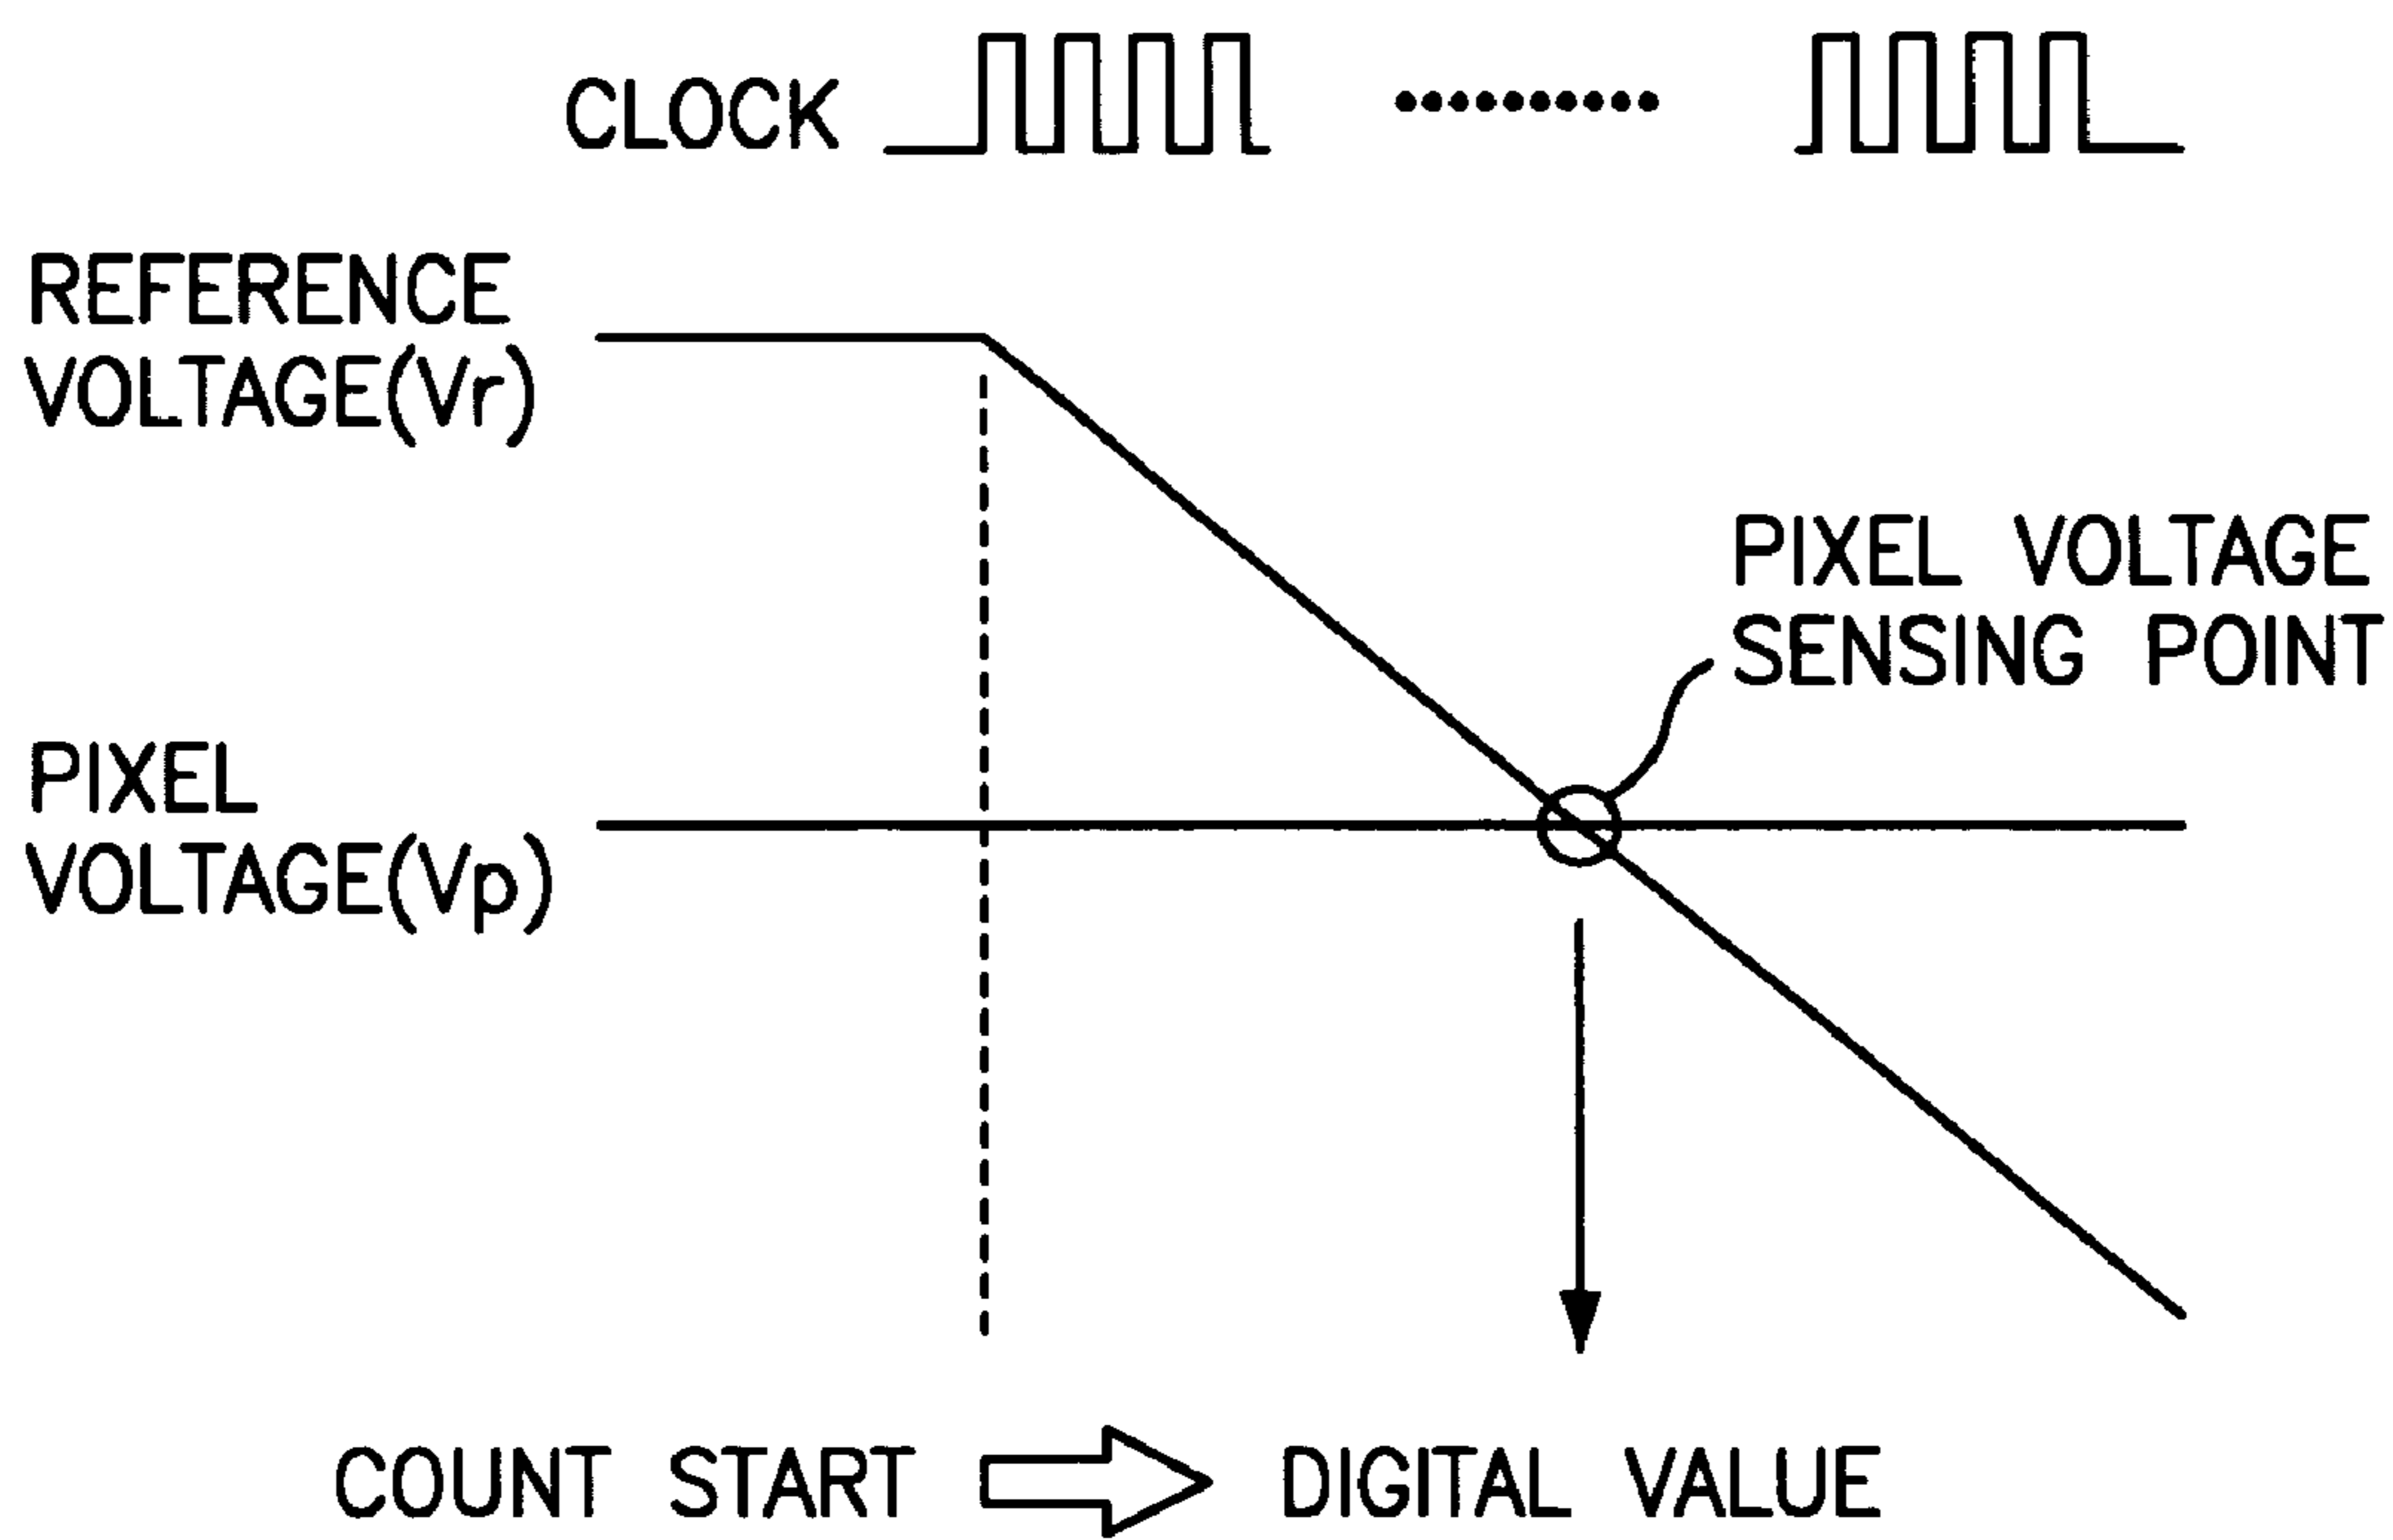 CLOCK
REFERENCE
VOLTAGE(Vr)
PIXEL VOLTAGE
SENSING POINT
PIXEL
VOLTAGE(Vp)
COUNT START
DIGITAL VALUE